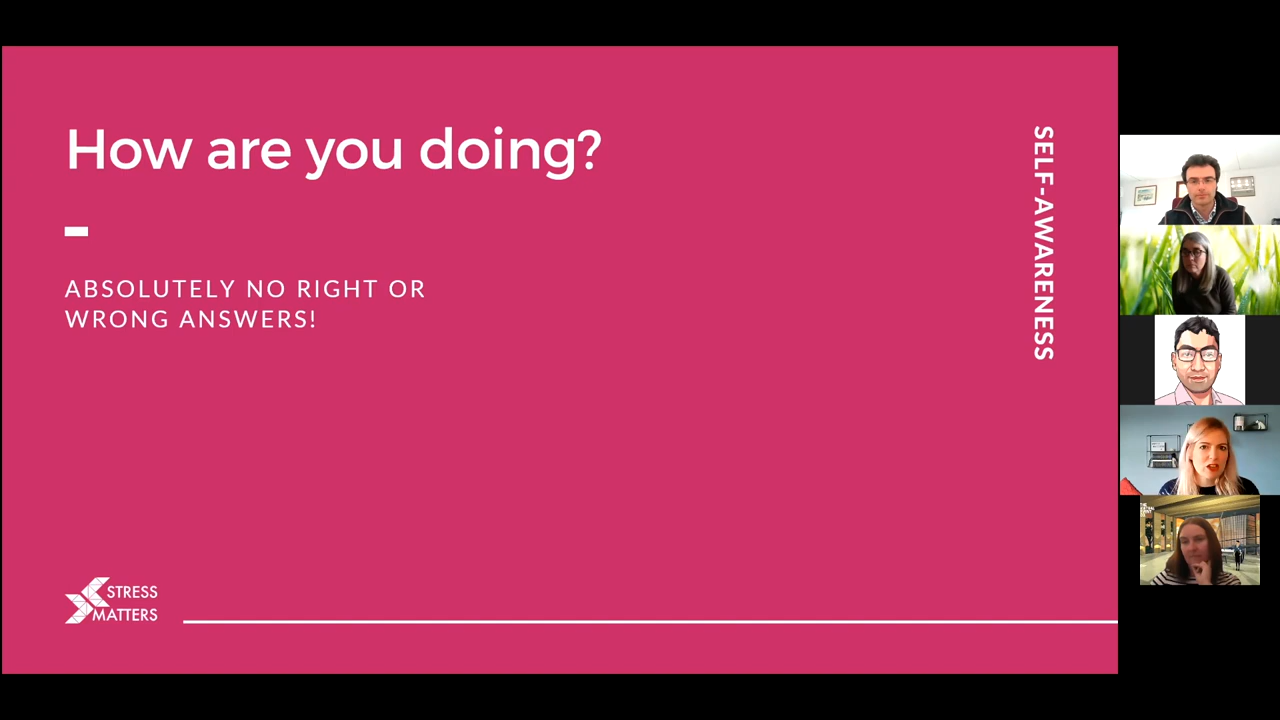 How are you doing?
ABSOLUTELY NO RIGHT OR
WRONG ANSWERS!
SELF-AWARENESS
STRESS
MATTERS